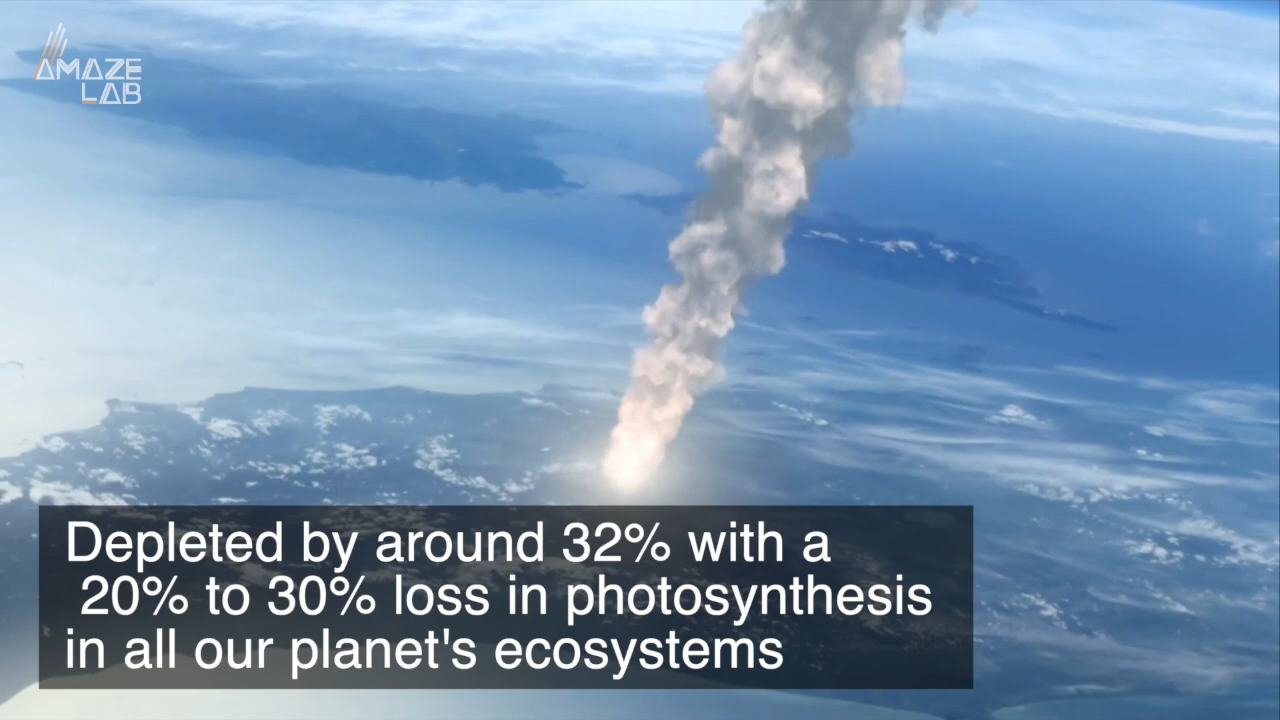 AMAZE
LAB
Depleted by around 32% with a
20% to 30% loss in photosynthesis
in all our planet's ecosystems